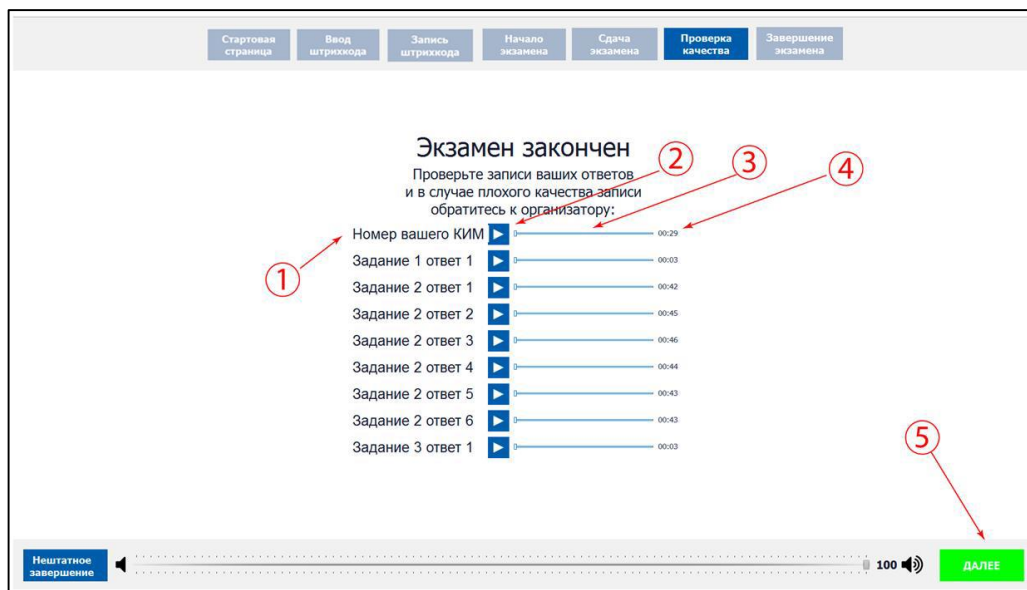 Стартовая страница
Ввод штрихкода
Запись штрихкода
Начало экзамена
Сдача экзамена
Проверка качества
Завершение экзамена
Экзамен закончен
Проверьте записи ваших ответов
и в случае плохого качества записи
обратитесь к организатору:
Номер вашего КИМ 00:29
Задание 1 ответ 1 00:03
Задание 2 ответ 1 00:42
Задание 2 ответ 2 00:45
Задание 2 ответ 3 00:46
Задание 2 ответ 4 00:44
Задание 2 ответ 5 00:43
Задание 2 ответ 6 00:43
Задание 3 ответ 1 00:03
1
2
3
4
5
Нештатное завершение
100
ДАЛЕЕ